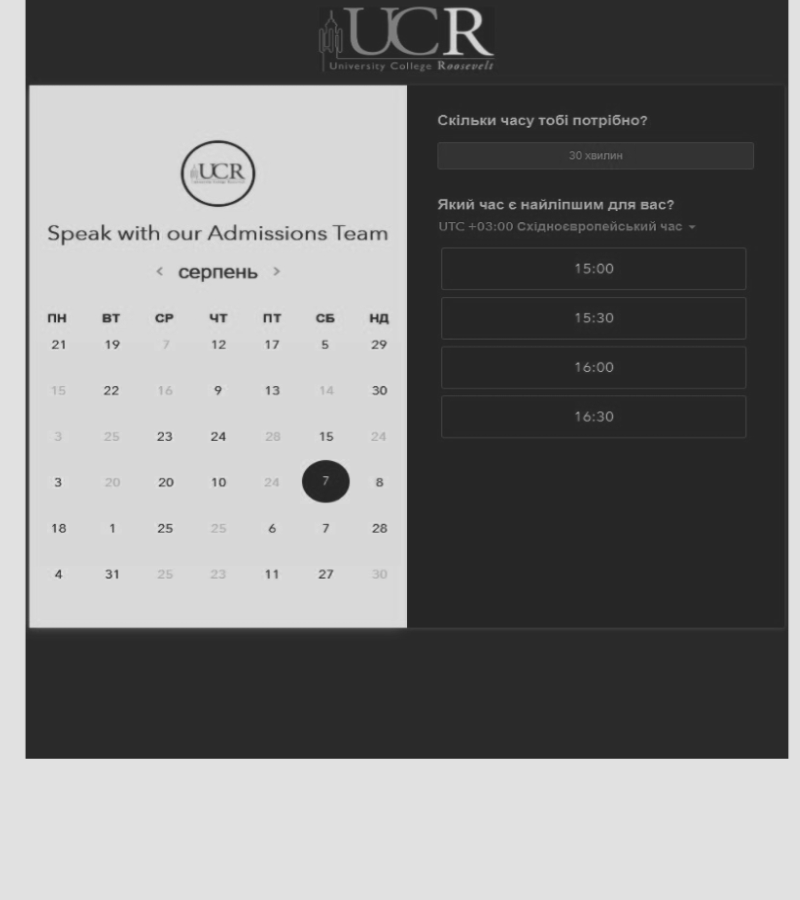 UCR
University College Roosevelt
UCR
Speak with our Admissions Team
< серпень >
ПН ВТ СР ЧТ ПТ СБ НД
21 19 7 12 17 5 29
15 22 16 9 13 14 30
3 25 23 24 28 15 24
3 20 20 10 24 7 8
18 1 25 25 6 7 28
4 31 25 23 11 27 30
Скільки часу тобі потрібно?
30 хвилин
Який час є найліпшим для вас?
UTC +03:00 Східноєвропейський час
15:00
15:30
16:00
16:30